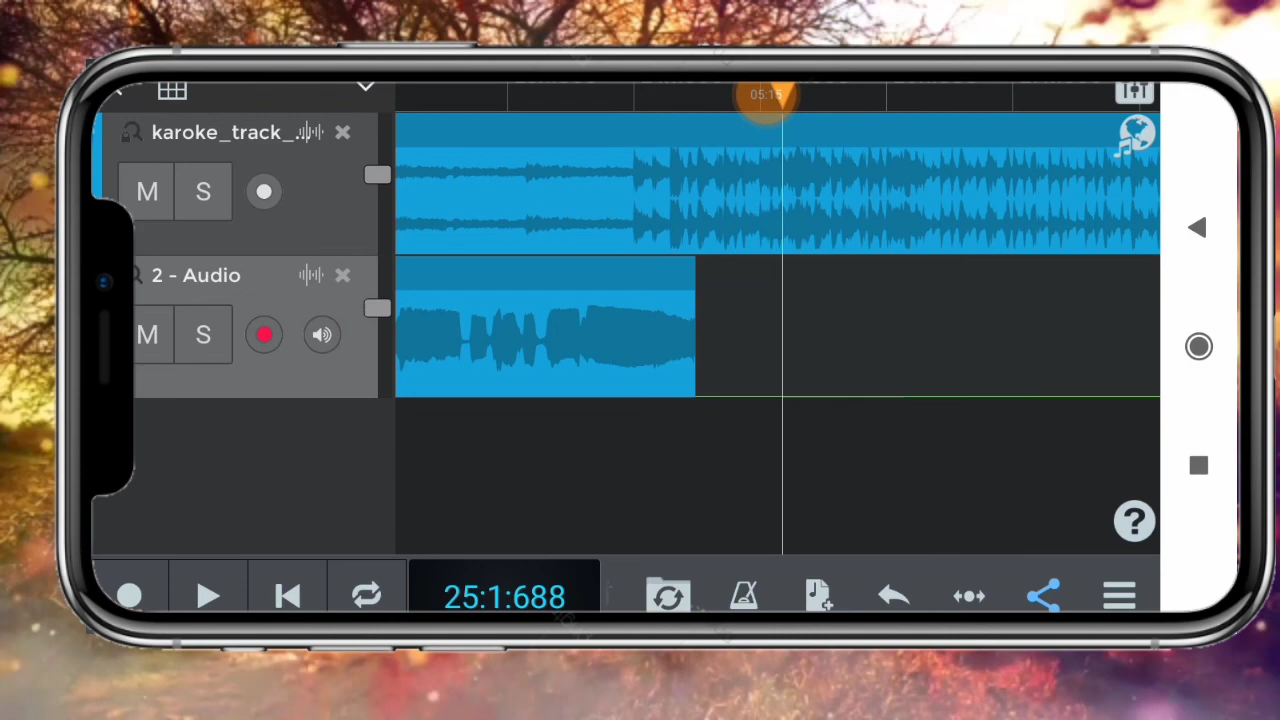 05:15
karoke_track_...
M S
2 - Audio
M S
25:1:688
?